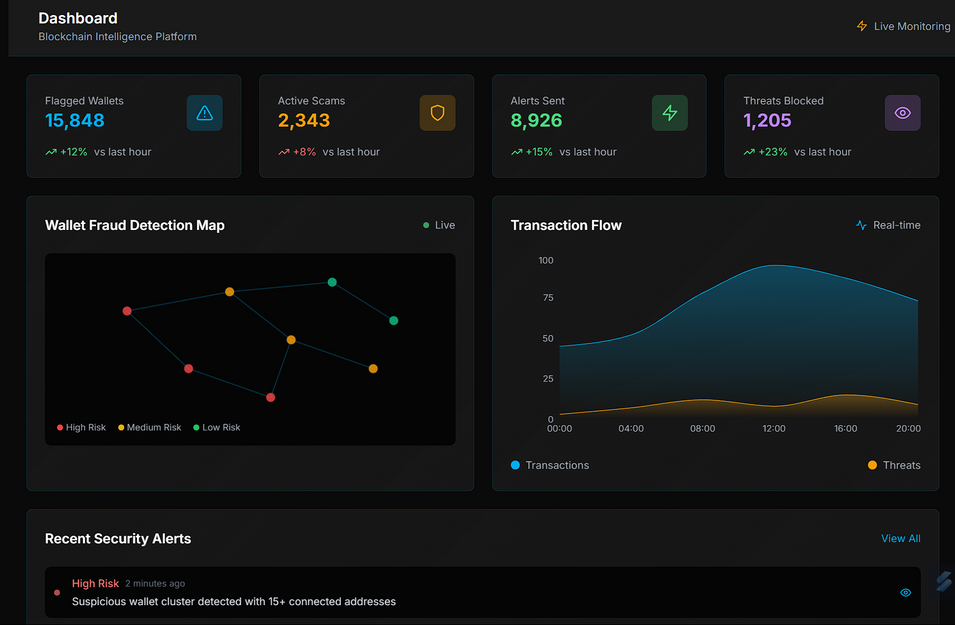 Dashboard
Blockchain Intelligence Platform
Live Monitoring
Flagged Wallets
15,848
+12% vs last hour
Active Scams
2,343
+8% vs last hour
Alerts Sent
8,926
+15% vs last hour
Threats Blocked
1,205
+23% vs last hour
Wallet Fraud Detection Map
Live
High Risk Medium Risk Low Risk
Transaction Flow
Real-time
100
75
50
25
0
00:00 04:00 08:00 12:00 16:00 20:00
Transactions Threats
Recent Security Alerts
View All
High Risk 2 minutes ago
Suspicious wallet cluster detected with 15+ connected addresses